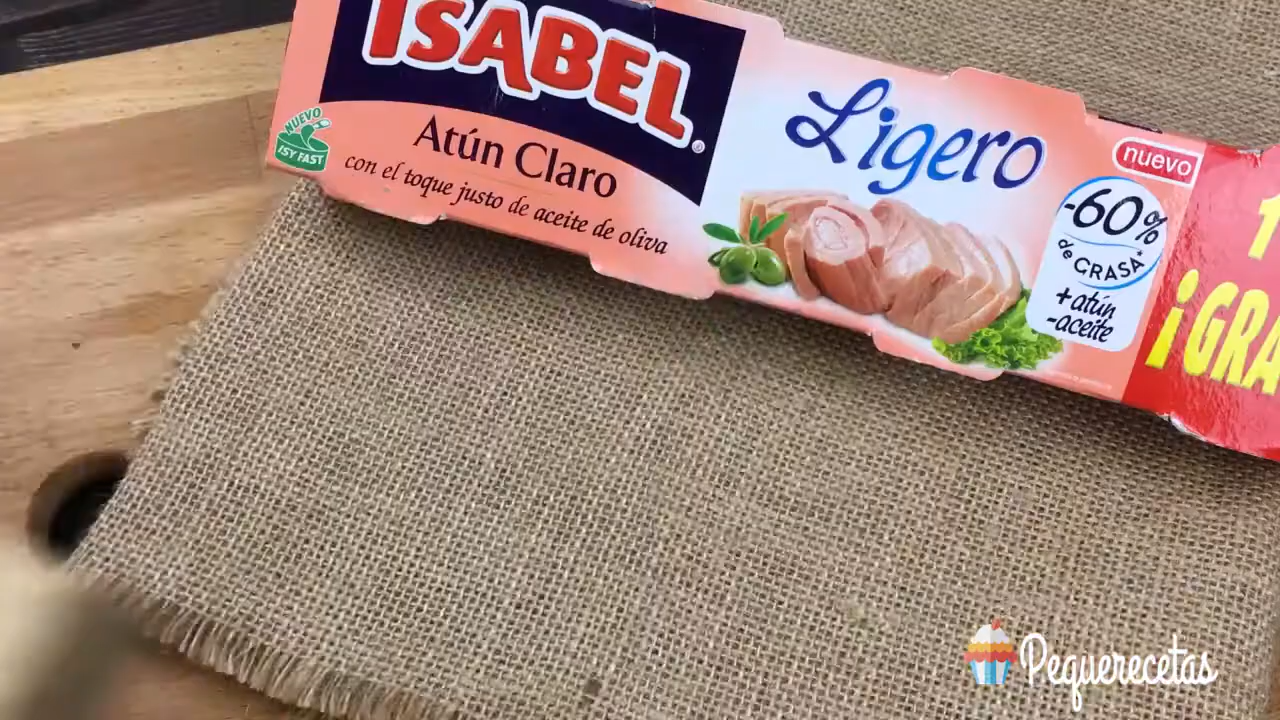 ISABEL
Atún Claro
con el toque justo de aceite de oliva
NUEVO
ISY FAST
Ligero
nuevo
-60%
de GRASA*
+atún
-aceite
1
¡GRA
Pequerecetas